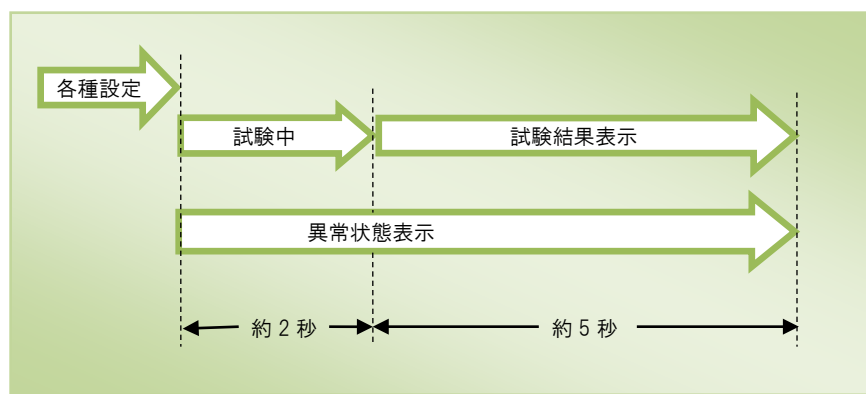 各種設定
試験中
試験結果表示
異常状態表示
約 2 秒
約 5 秒